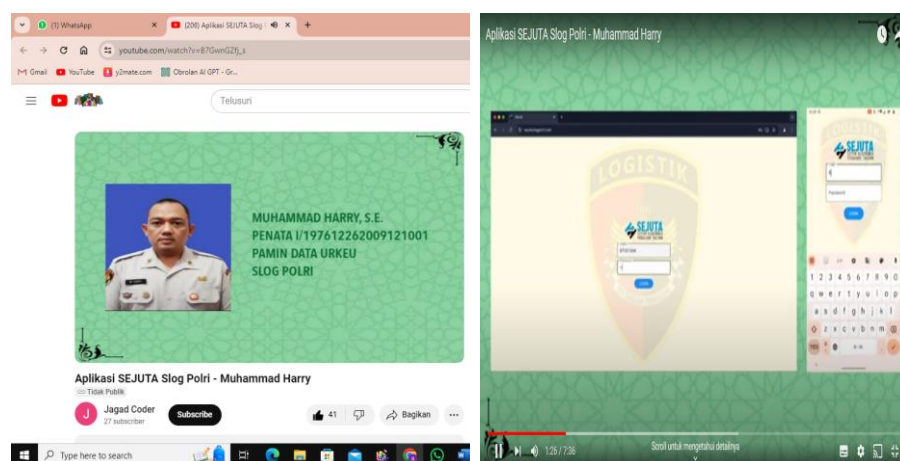 (1) WhatsApp
(206) Aplikasi SEJUTA Slog
youtube.com/watch?v=B7GwnGZfj_s
Gmail
YouTube
y2mate.com
Obrolan AI GPT - Gr...
Telusuri
MUHAMMAD HARRY, S.E.
PENATA I/197612262009121001
PAMIN DATA URKEU
SLOG POLRI
Aplikasi SEJUTA Slog Polri - Muhammad Harry
Tidak Publik
J
Jagad Coder
27 subscriber
Subscribe
41
Bagikan
Type here to search
Aplikasi SEJUTA Slog Polri - Muhammad Harry
LOGISTIK
SEJUTA
LOGIN
LOGISTIK
SEJUTA
Password
LOGIN
1 2 3 4 5 6 7 8 9 0
q w e r t y u i o p
a s d f g h j k l
z x c v b n m
1:26 / 7:36
Scroll untuk mengetahui detailnya